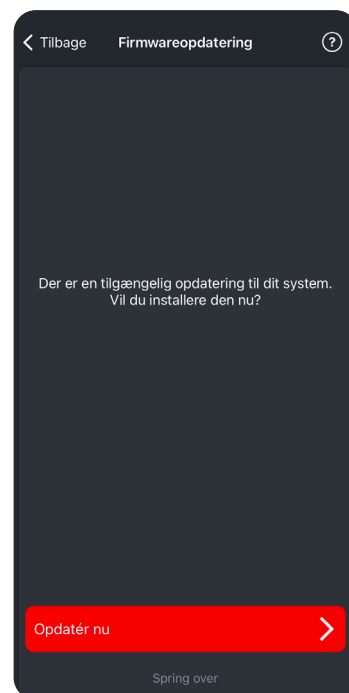 Tilbage
Firmwareopdatering
?
Der er en tilgængelig opdatering til dit system.
Vil du installere den nu?
Opdatér nu
Spring over